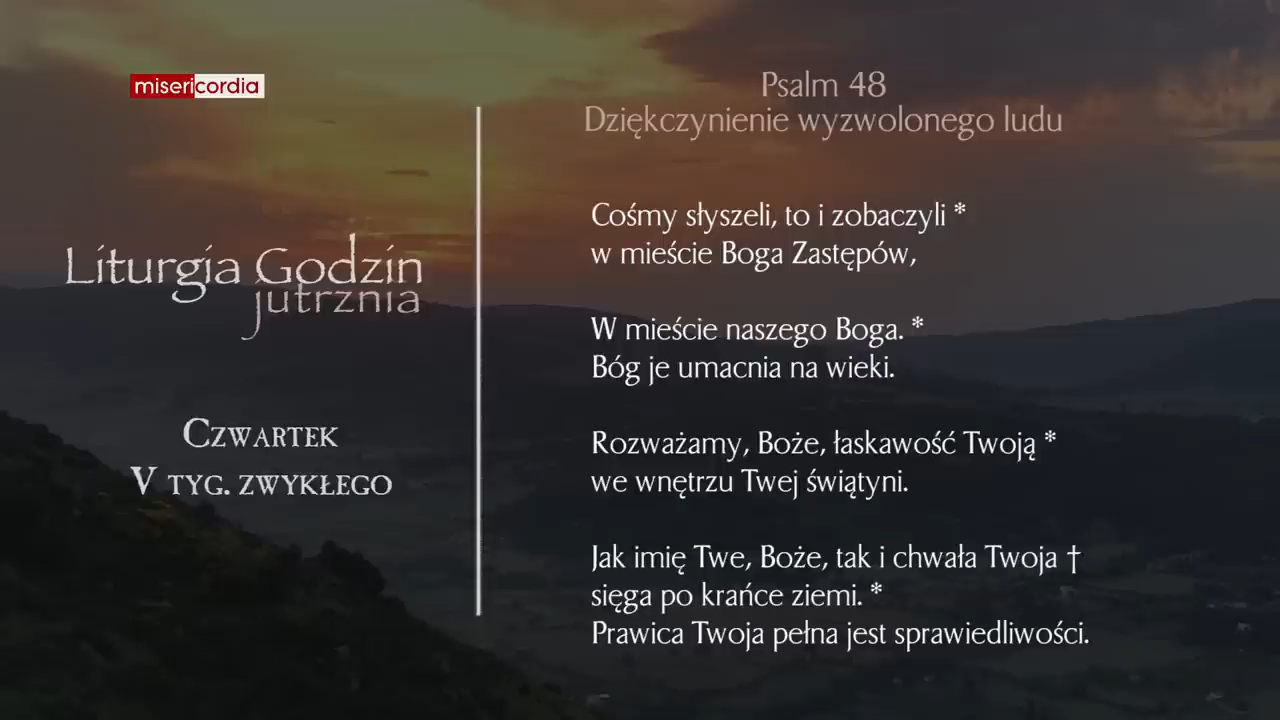 misericordia
Liturgia Godzin
jutrznia
Czwartek
V tyg. zwykłego
Psalm 48
Dziękczynienie wyzwolonego ludu
Cośmy słyszeli, to i zobaczyli *
w mieście Boga Zastępów,
W mieście naszego Boga. *
Bóg je umacnia na wieki.
Rozważamy, Boże, łaskawość Twoją *
we wnętrzu Twej świątyni.
Jak imię Twe, Boże, tak i chwała Twoja †
sięga po krańce ziemi. *
Prawica Twoja pełna jest sprawiedliwości.